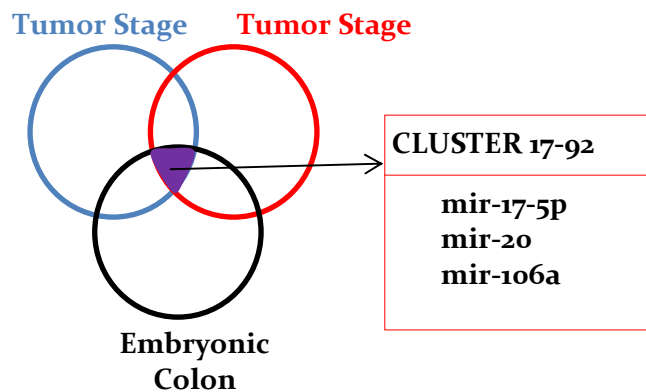 Tumor Stage
Tumor Stage
CLUSTER 17-92
mir-17-5p
mir-20
mir-106a
Embryonic
Colon